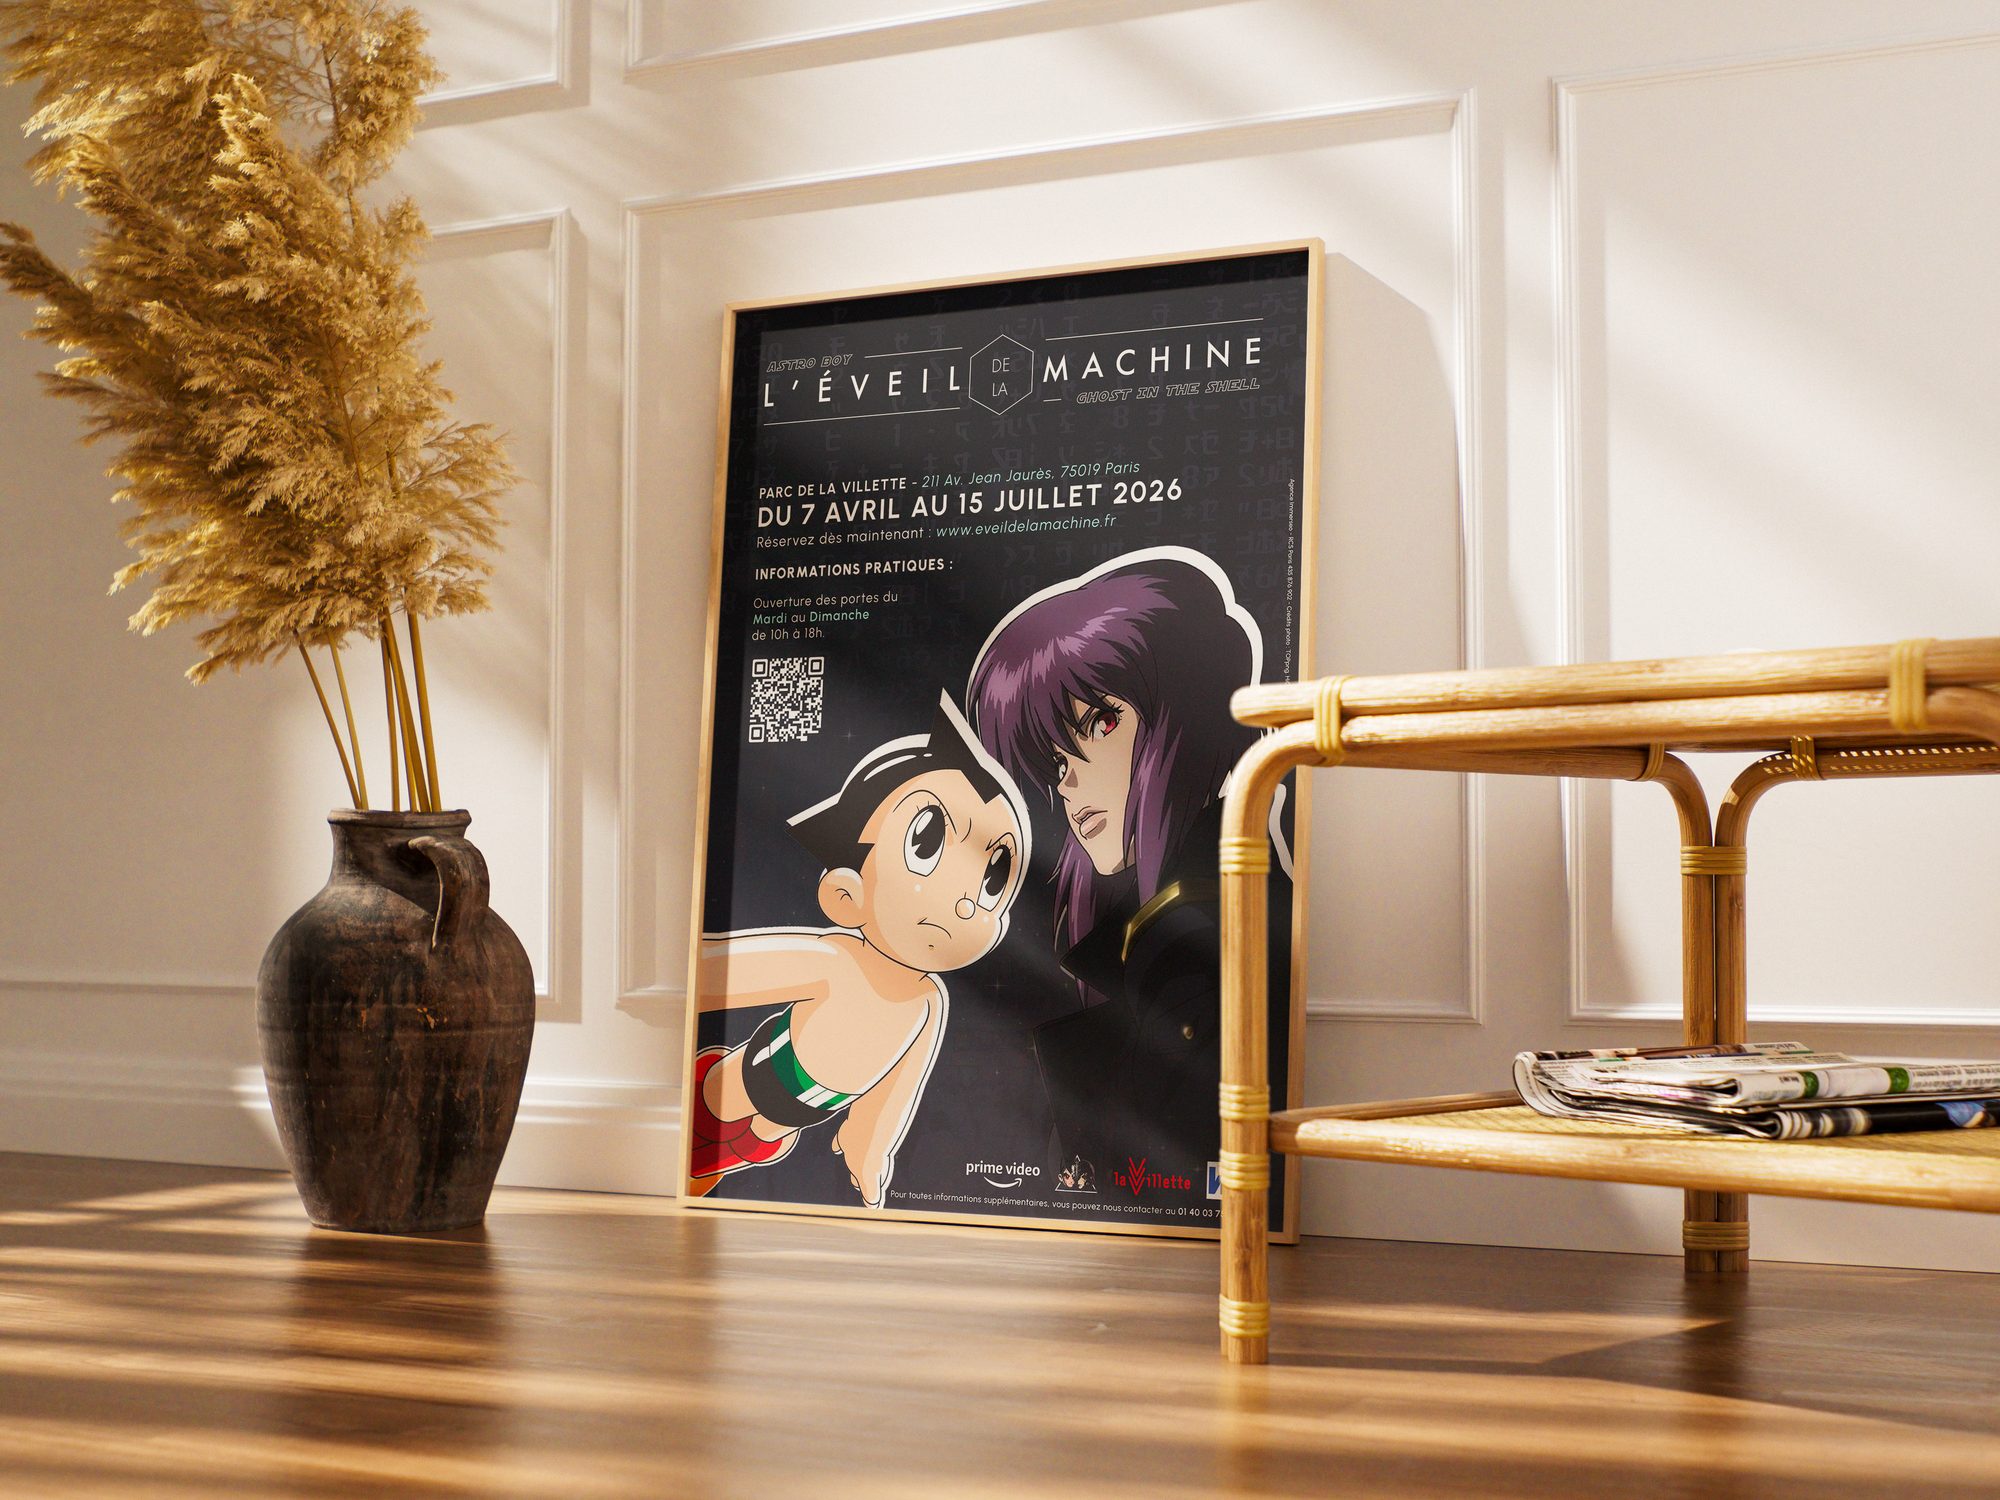 ASTRO BOY
L'ÉVEIL DE LA MACHINE
GHOST IN THE SHELL
PARC DE LA VILLETTE - 211 Av. Jean Jaurès, 75019 Paris
DU 7 AVRIL AU 15 JUILLET 2026
Réservez dès maintenant : www.eveildelamachine.fr
INFORMATIONS PRATIQUES :
Ouverture des portes du
Mardi au Dimanche
de 10h à 18h.
prime video
la Villette
Pour toutes informations supplémentaires, vous pouvez nous contacter au 01 40 03 75